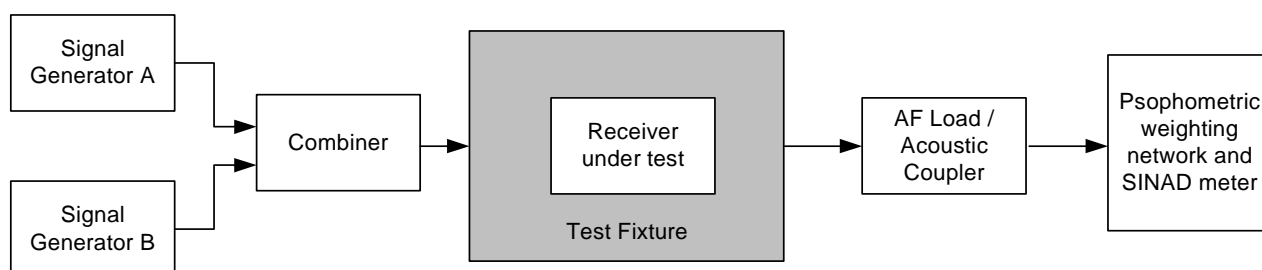 Signal
Generator A
Signal
Generator B
Combiner
Receiver
under test
Test Fixture
AF Load /
Acoustic
Coupler
Psophometric
weighting
network and
SINAD meter